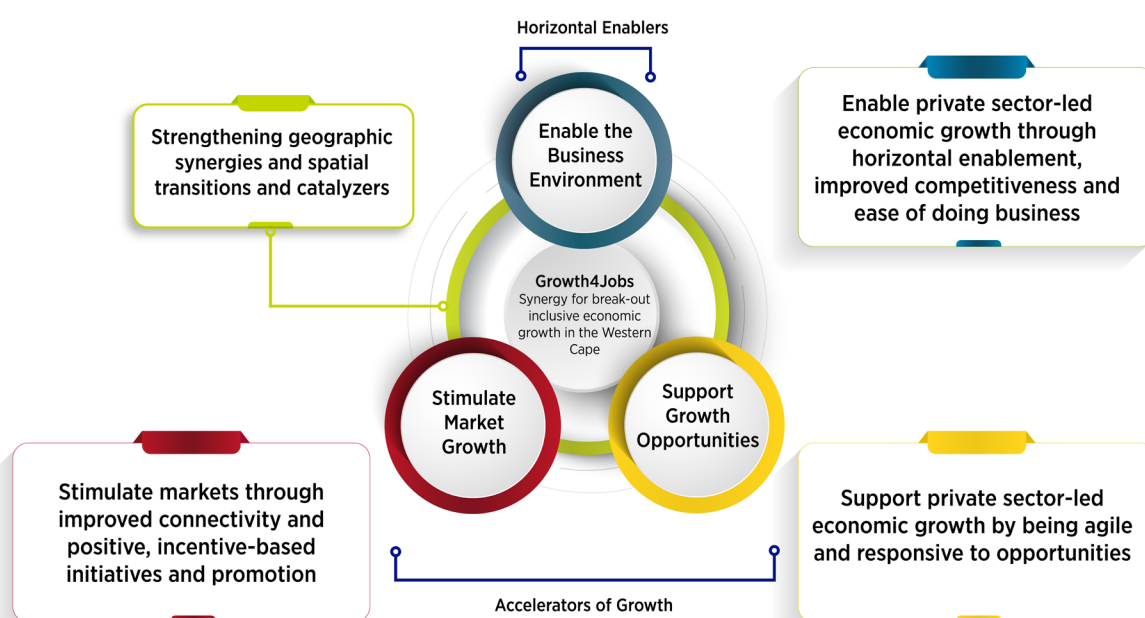 Horizontal Enablers
Strengthening geographic
synergies and spatial
transitions and catalyzers
Enable the
Business
Environment
Enable private sector-led
economic growth through
horizontal enablement,
improved competitiveness and
ease of doing business
Growth4Jobs
Synergy for break-out
inclusive economic
growth in the Western
Cape
Stimulate
Market
Growth
Support
Growth
Opportunities
Stimulate markets through
improved connectivity and
positive, incentive-based
initiatives and promotion
Support private sector-led
economic growth by being agile
and responsive to opportunities
Accelerators of Growth